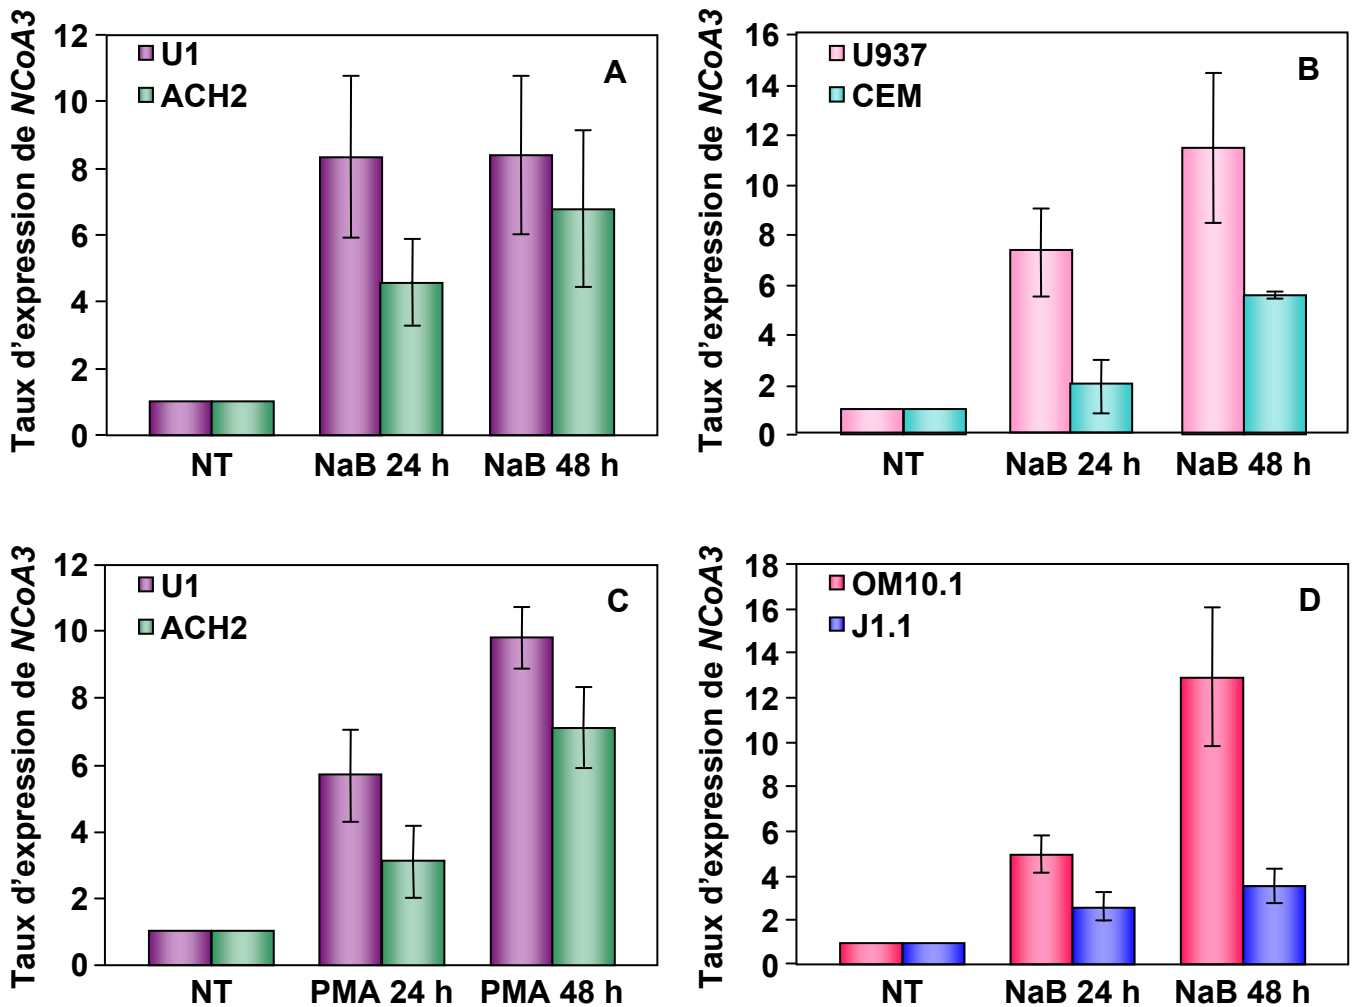 Taux d'expression de NCoA3
12
10
8
6
4
2
0
U1
ACH2
A
NT
NaB 24 h
NaB 48 h
Taux d'expression de NCoA3
16
14
12
10
8
6
4
2
0
U937
CEM
B
NT
NaB 24 h
NaB 48 h
Taux d'expression de NCoA3
12
10
8
6
4
2
0
U1
ACH2
C
NT
PMA 24 h
PMA 48 h
Taux d'expression de NCoA3
18
16
14
12
10
8
6
4
2
0
OM10.1
J1.1
D
NT
NaB 24 h
NaB 48 h